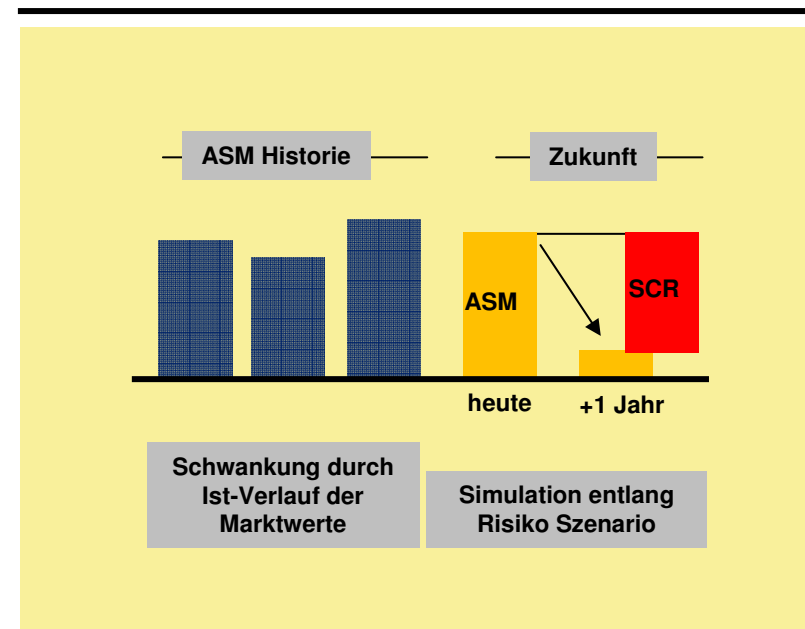 ASM Historie
Zukunft
ASM
SCR
heute
+1 Jahr
Schwankung durch
Ist-Verlauf der
Marktwerte
Simulation entlang
Risiko Szenario